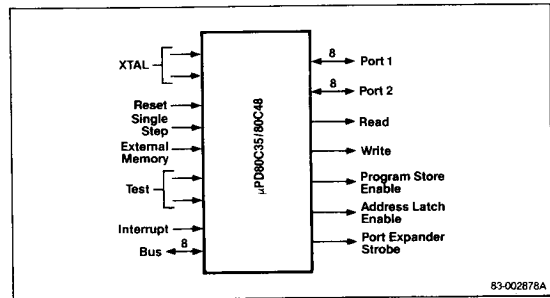 XTAL
Reset
Single
Step
External
Memory
Test
Interrupt
Bus
8
μPD80C35/80C48
8
Port 1
8
Port 2
Read
Write
Program Store
Enable
Address Latch
Enable
Port Expander
Strobe
83-002878A